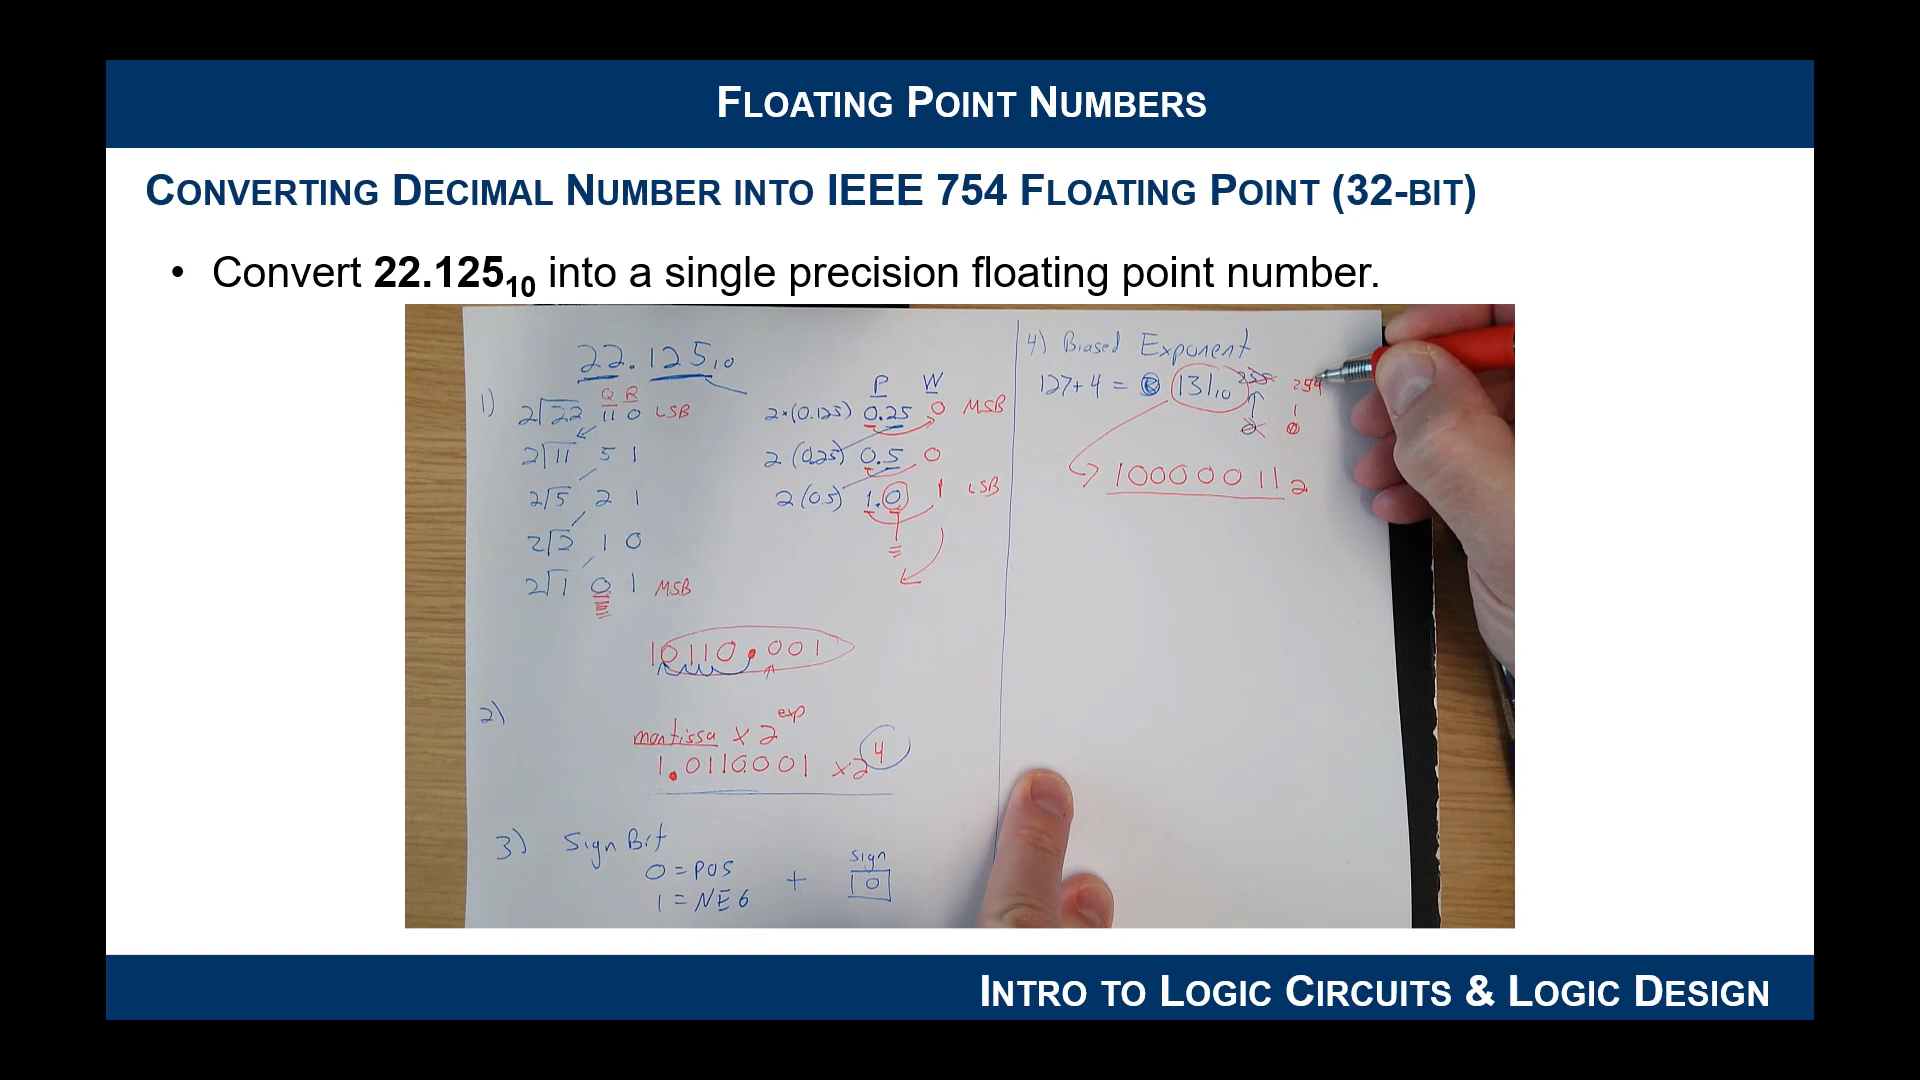 FLOATING POINT NUMBERS
CONVERTING DECIMAL NUMBER INTO IEEE 754 FLOATING POINT (32-BIT)
• Convert 22.125₁₀ into a single precision floating point number.
22.125₁₀
1)
Q R
2√22 11 0 LSB
2√11 5 1
2√5 2 1
2√2 1 0
2√1 0 1 MSB
P W
2×(0.125) 0.25 0 MSB
2 (0.25) 0.5 0
2 (0.5) 1.0 1 LSB
10110.001
2)
mantissa × 2^exp
1.0110001 × 2^4
3) Sign Bit
0 = POS
1 = NEG
+
sign
0
4) Biased Exponent
127+4 = 131₁₀ 255 254
1
0
10000011₂
INTRO TO LOGIC CIRCUITS & LOGIC DESIGN